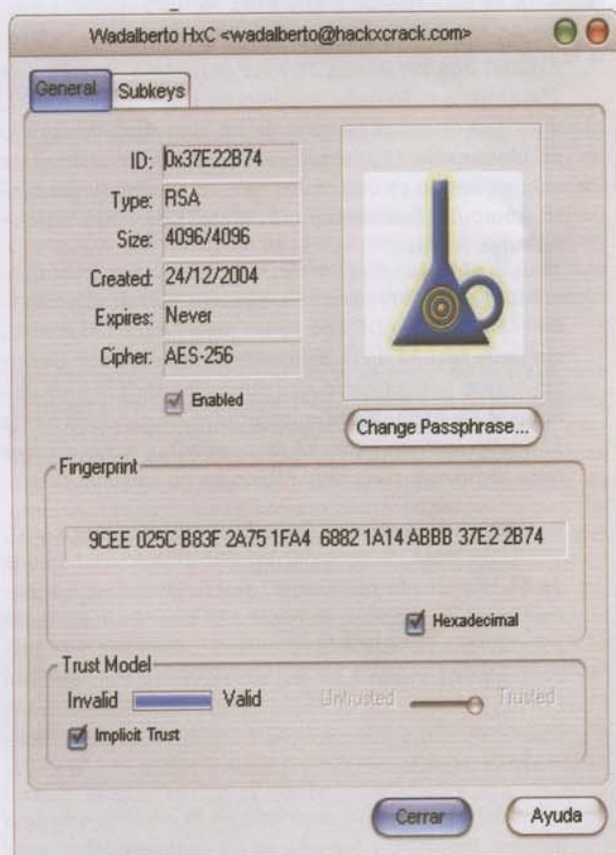 Wadalberto HxC <wadalberto@hackxcrack.com>
General Subkeys
ID: 0x37E22B74
Type: RSA
Size: 4096/4096
Created: 24/12/2004
Expires: Never
Cipher: AES-256
Enabled
Change Passphrase...
Fingerprint
9CEE 025C B83F 2A75 1FA4 6882 1A14 ABBB 37E2 2B74
Hexadecimal
Trust Model
Invalid Valid Untrusted Trusted
Implicit Trust
Cerrar Ayuda